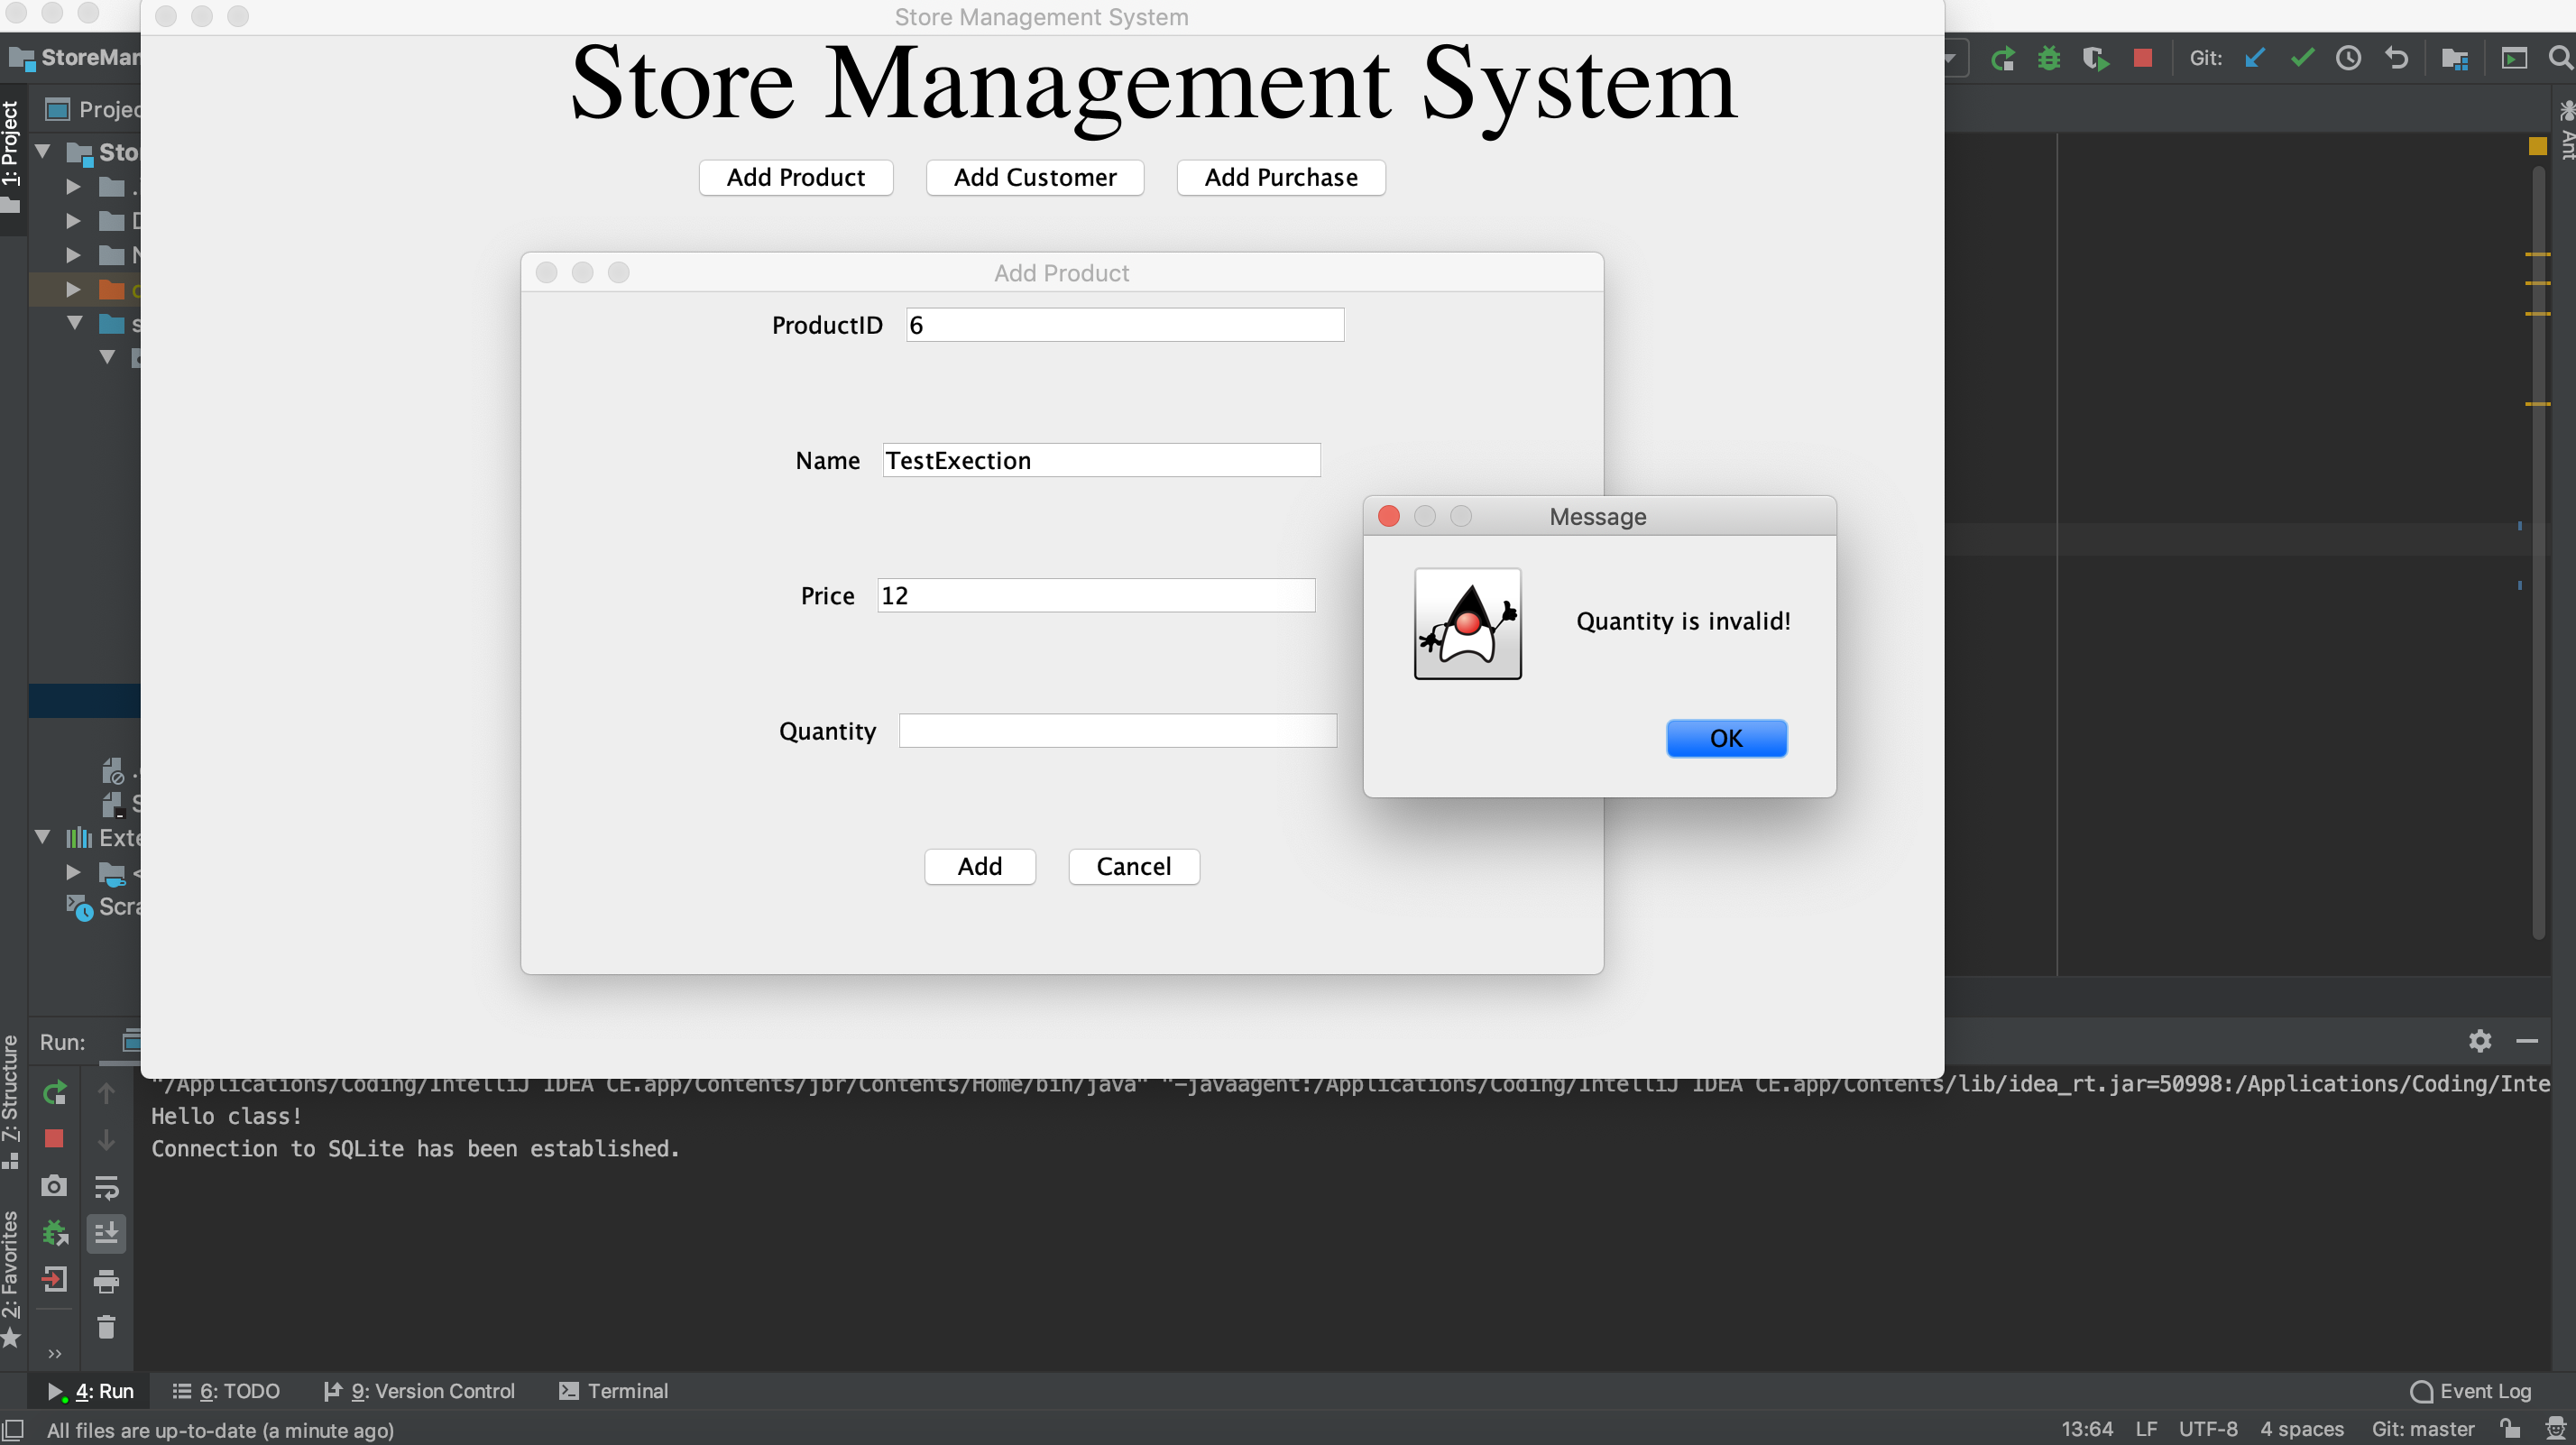 Store Management System
StoreMan
Store Management System
Git:
Projec
1: Project
Ant
Add Product Add Customer Add Purchase
Sto
Add Product
ProductID 6
Name TestExection
Message
Price 12
Quantity is invalid!
Quantity
OK
Exte
Add Cancel
Scra
Run:
7: Structure
"/Applications/Coding/IntelliJ IDEA CE.app/Contents/jbr/Contents/Home/bin/java" "-javaagent:/Applications/Coding/IntelliJ IDEA CE.app/Contents/lib/idea_rt.jar=50998:/Applications/Coding/Inte
Hello class!
Connection to SQLite has been established.
2: Favorites
4: Run 6: TODO 9: Version Control Terminal Event Log
All files are up-to-date (a minute ago) 13:64 LF UTF-8 4 spaces Git: master